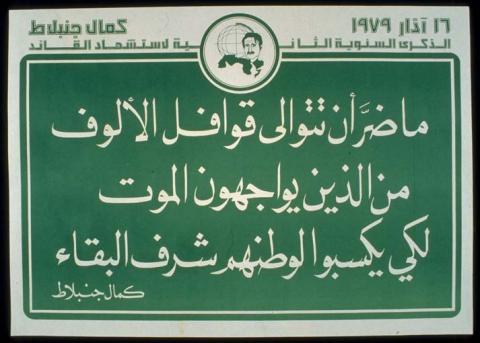 ١٦ آذار ١٩٧٩ كمال جنبلاط
الذكرى السنوية الثانية لاستشهاد القائد
ما ضرَّ أن تتوالى قوافل الألوف
من الذين يواجهون الموت
لكي يكسبوا لوطنهم شرف البقاء
كمال جنبلاط